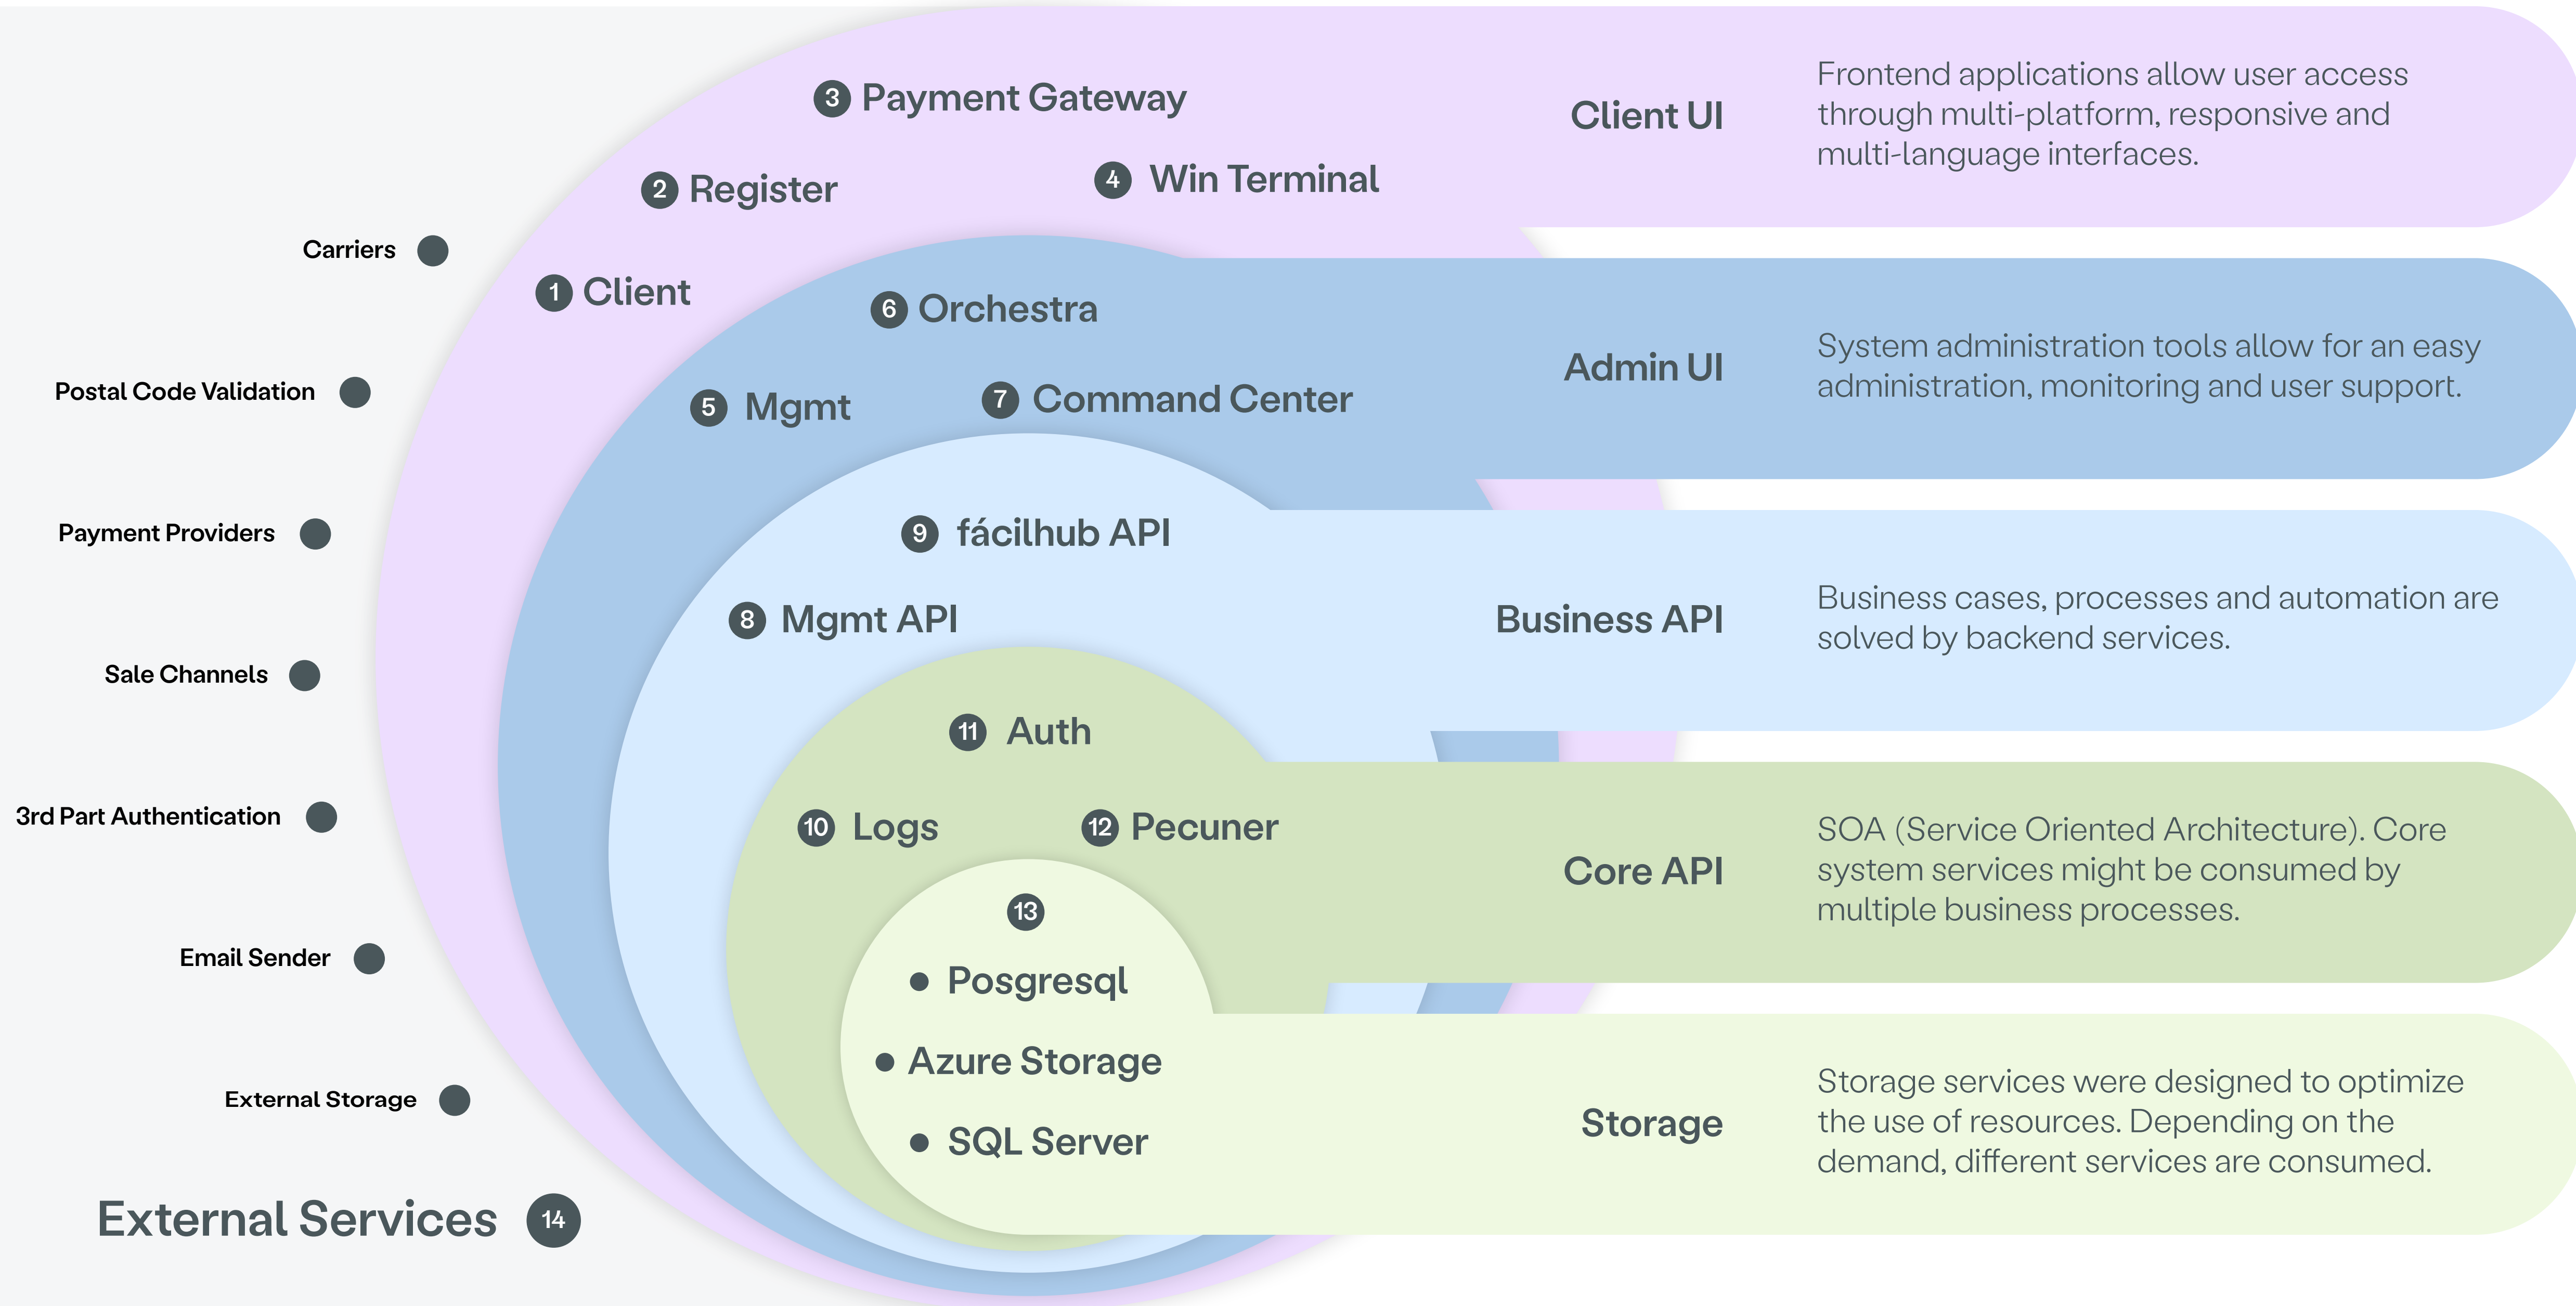 3 Payment Gateway
2 Register
4 Win Terminal
1 Client
Client UI
Frontend applications allow user access
through multi-platform, responsive and
multi-language interfaces.
6 Orchestra
5 Mgmt
7 Command Center
Admin UI
System administration tools allow for an easy
administration, monitoring and user support.
9 fácilhub API
8 Mgmt API
Business API
Business cases, processes and automation are
solved by backend services.
11 Auth
10 Logs
12 Pecuner
Core API
SOA (Service Oriented Architecture). Core
system services might be consumed by
multiple business processes.
13
Posgresql
Azure Storage
SQL Server
Storage
Storage services were designed to optimize
the use of resources. Depending on the
demand, different services are consumed.
Carriers
Postal Code Validation
Payment Providers
Sale Channels
3rd Part Authentication
Email Sender
External Storage
External Services 14